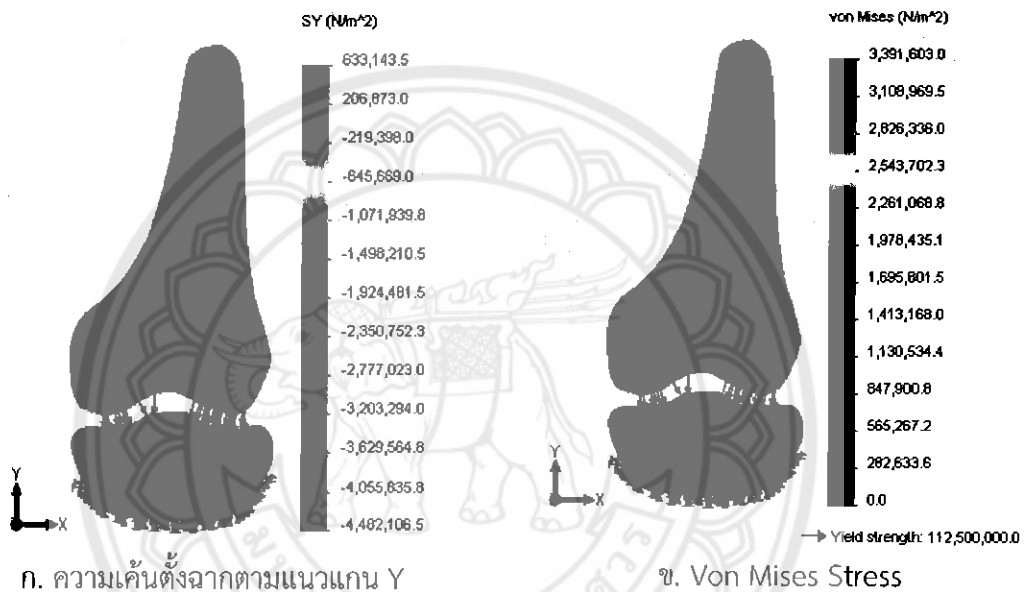 SY (N/m^2)
633,143.5
206,873.0
-219,398.0
-645,669.0
-1,071,939.8
-1,498,210.5
-1,924,481.5
-2,350,752.3
-2,777,023.0
-3,203,294.0
-3,629,564.8
-4,055,835.8
-4,482,106.5
Y
X
ก. ความเค้นตั้งฉากตามแนวแกน Y
von Mises (N/m^2)
3,391,603.0
3,108,969.5
2,826,336.0
2,543,702.3
2,261,068.8
1,978,435.1
1,695,801.5
1,413,168.0
1,130,534.4
847,900.8
565,267.2
282,633.6
0.0
Yield strength: 112,500,000.0
Y
X
ข. Von Mises Stress